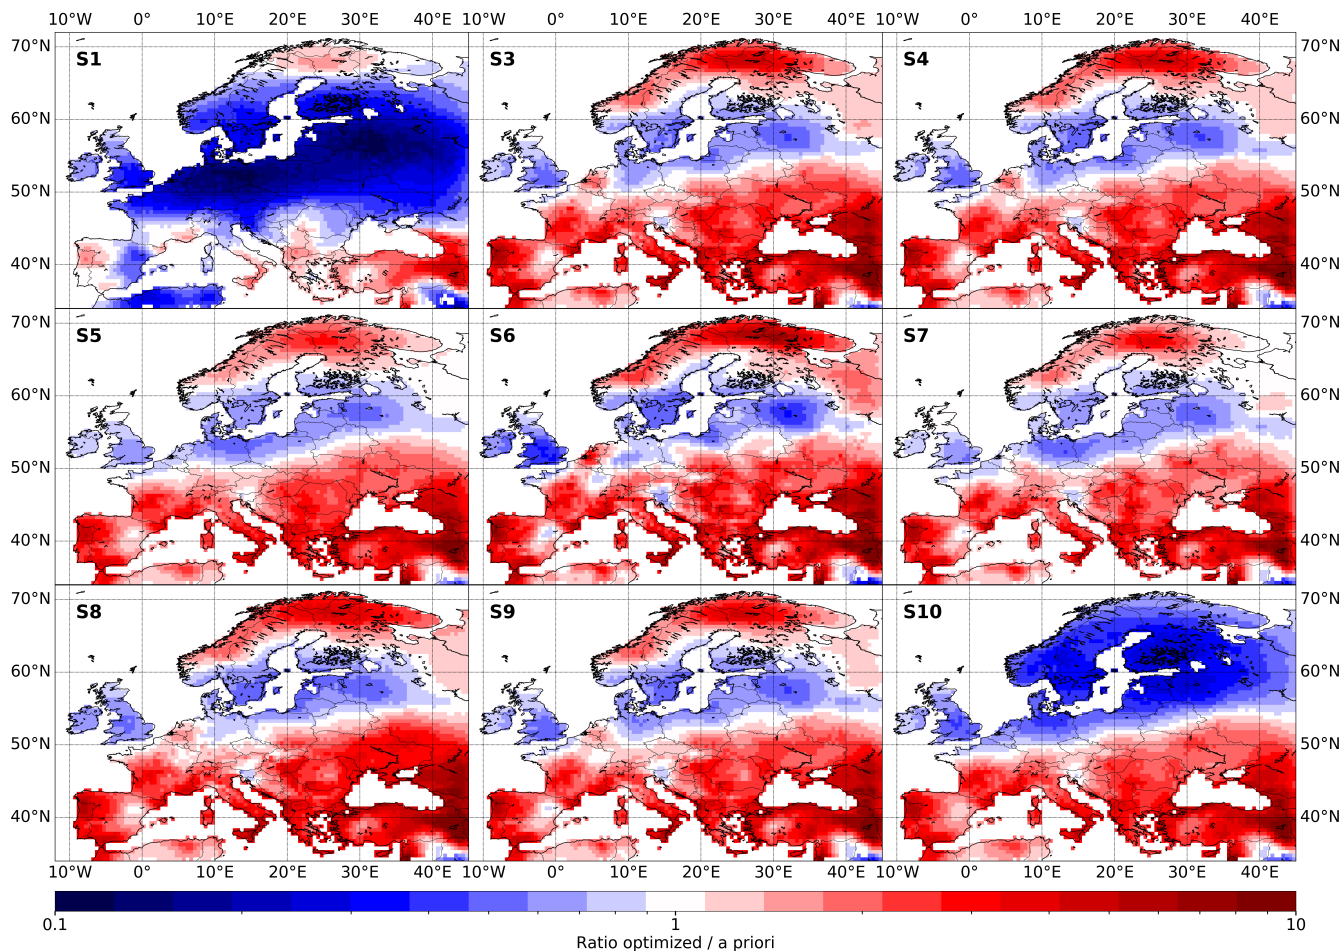 10°W 0° 10°E 20°E 30°E 40°E 10°W 0° 10°E 20°E 30°E 40°E 10°W 0° 10°E 20°E 30°E 40°E
70°N S1 S3 S4 70°N
60°N 60°N
50°N 50°N
40°N 40°N
70°N S5 S6 S7 70°N
60°N 60°N
50°N 50°N
40°N 40°N
70°N S8 S9 S10 70°N
60°N 60°N
50°N 50°N
40°N 40°N
10°W 0° 10°E 20°E 30°E 40°E 10°W 0° 10°E 20°E 30°E 40°E 10°W 0° 10°E 20°E 30°E 40°E
0.1 1 10
Ratio optimized / a priori